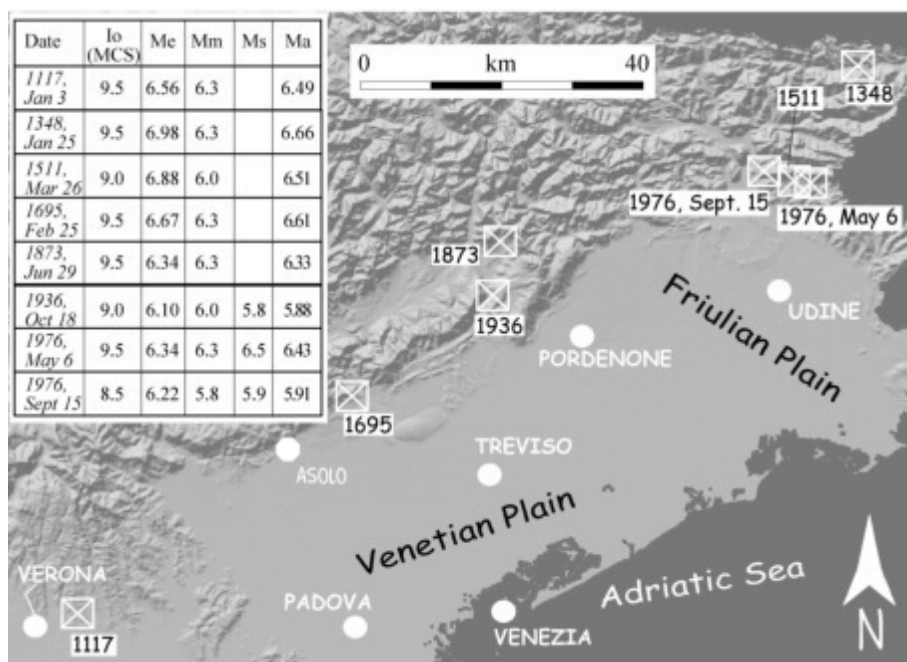 Date Io (MCS) Me Mm Ms Ma
1117, Jan 3 9.5 6.56 6.3 6.49
1348, Jan 25 9.5 6.98 6.3 6.66
1511, Mar 26 9.0 6.88 6.0 6.51
1695, Feb 25 9.5 6.67 6.3 6.61
1873, Jun 29 9.5 6.34 6.3 6.33
1936, Oct 18 9.0 6.10 6.0 5.8 5.88
1976, May 6 9.5 6.34 6.3 6.5 6.43
1976, Sept 15 8.5 6.22 5.8 5.9 5.91
0 km 40
1511
1348
1976, Sept. 15
1976, May 6
1873
1936
UDINE
Friulian Plain
PORDENONE
1695
ASOLO
TREVISO
Venetian Plain
VERONA
1117
PADOVA
VENEZIA
Adriatic Sea
N